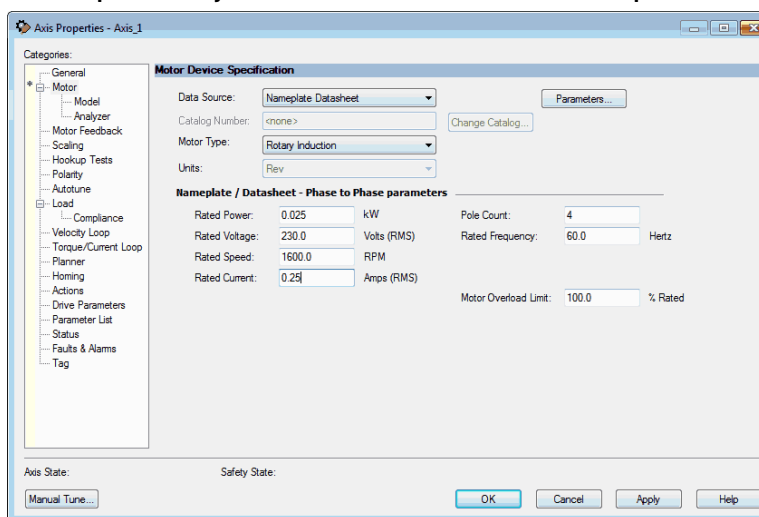 Axis Properties - Axis_1
Categories:
General
Motor
Model
Analyzer
Motor Feedback
Scaling
Hookup Tests
Polarity
Autotune
Load
Compliance
Velocity Loop
Torque/Current Loop
Planner
Homing
Actions
Drive Parameters
Parameter List
Status
Faults & Alarms
Tag
Motor Device Specification
Data Source: Nameplate Datasheet Parameters...
Catalog Number: <none> Change Catalog...
Motor Type: Rotary Induction
Units: Rev
Nameplate / Datasheet - Phase to Phase parameters
Rated Power: 0.025 kW Pole Count: 4
Rated Voltage: 230.0 Volts (RMS) Rated Frequency: 60.0 Hertz
Rated Speed: 1600.0 RPM
Rated Current: 0.25 Amps (RMS)
Motor Overload Limit: 100.0 % Rated
Axis State: Safety State:
Manual Tune... OK Cancel Apply Help